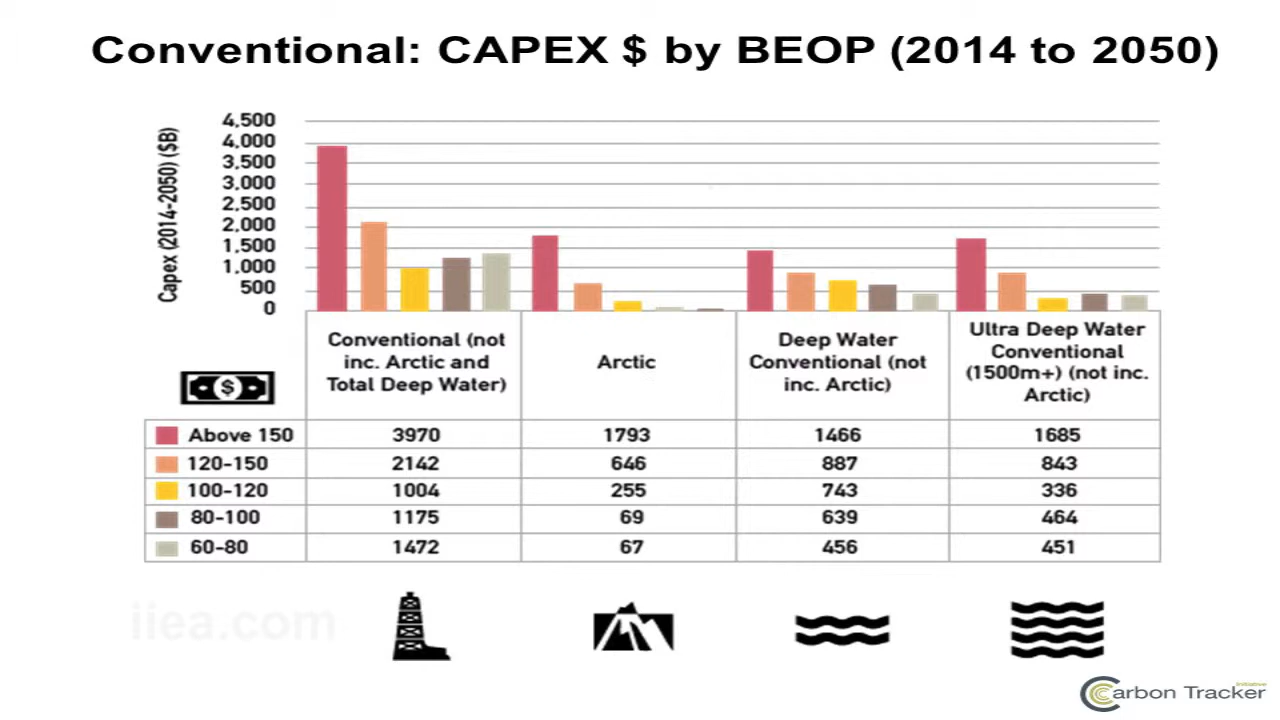 Conventional: CAPEX $ by BEOP (2014 to 2050)
Capex (2014-2050) ($B)
4,500
4,000
3,500
3,000
2,500
2,000
1,500
1,000
500
0
Conventional (not
inc. Arctic and
Total Deep Water)
Arctic
Deep Water
Conventional (not
inc. Arctic)
Ultra Deep Water
Conventional
(1500m+) (not inc.
Arctic)
$
Above 150 3970 1793 1466 1685
120-150 2142 646 887 843
100-120 1004 255 743 336
80-100 1175 69 639 464
60-80 1472 67 456 451
iiea.com
Carbon Tracker
Initiative